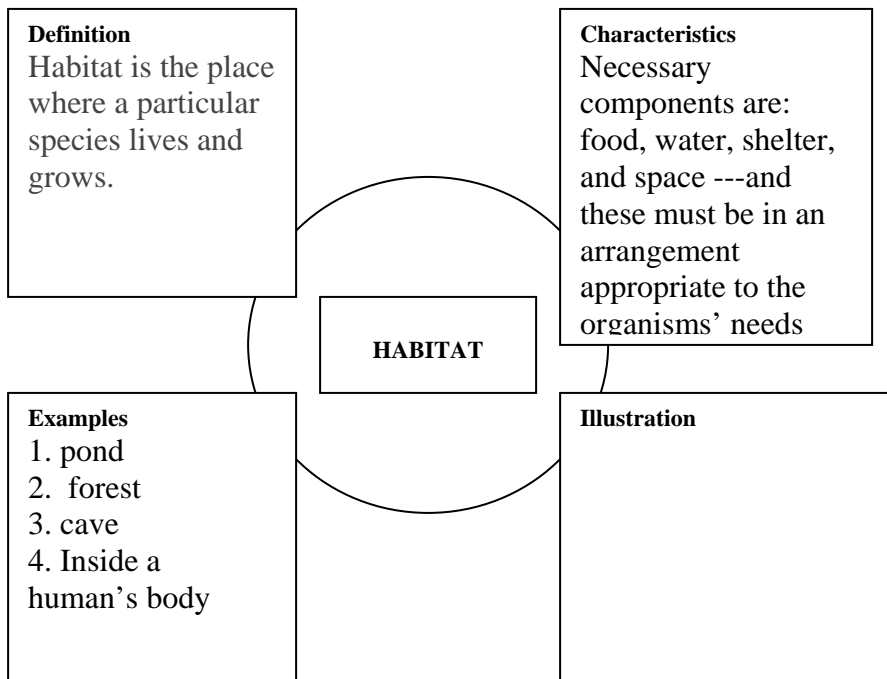 Definition
Habitat is the place
where a particular
species lives and
grows.
Characteristics
Necessary
components are:
food, water, shelter,
and space ---and
these must be in an
arrangement
appropriate to the
organisms’ needs
HABITAT
Examples
1. pond
2.  forest
3. cave
4. Inside a
human’s body
Illustration